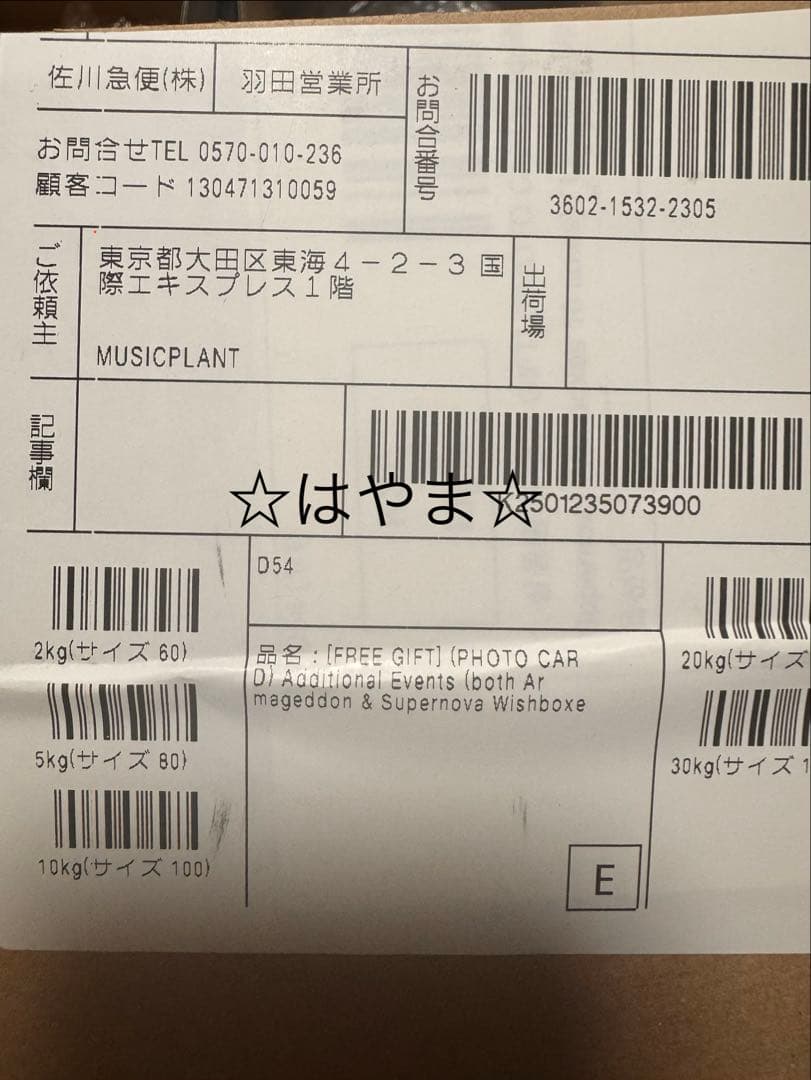 佐川急便(株)
羽田営業所
お問合せTEL 0570-010-236
顧客コード 130471310059
お問合番号
3602-1532-2305
ご依頼主
東京都大田区東海4-2-3 国
際エキスプレス1階
MUSICPLANT
出荷場
記事欄
☆はやま☆
2501235073900
D54
2kg(サイズ 60)
5kg(サイズ 80)
10kg(サイズ 100)
品名:[FREE GIFT] (PHOTO CAR
D) Additional Events (both Ar
mageddon & Supernova Wishboxe
E
20kg(サイズ
30kg(サイズ 1